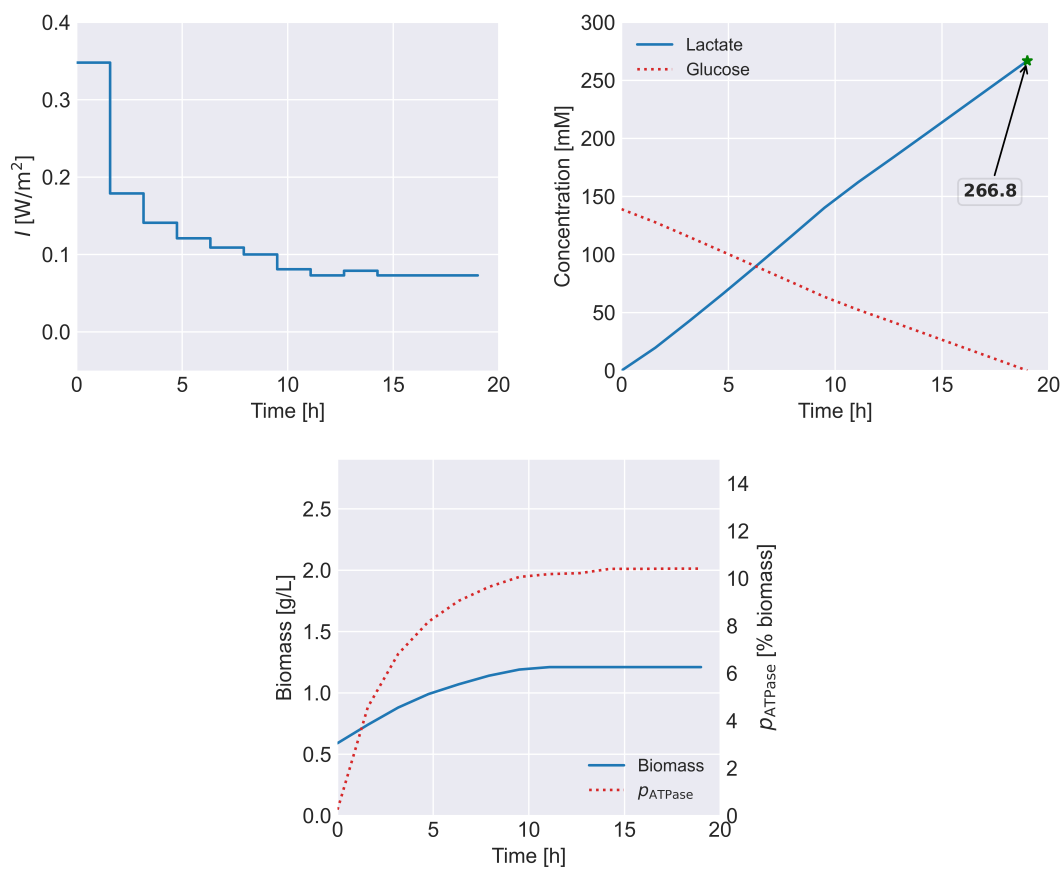 0.4
0.3
0.2
0.1
0.0
I [W/m²]
0 5 10 15 20
Time [h]
300
250
200
150
100
50
0
Concentration [mM]
Lactate
Glucose
266.8
0 5 10 15 20
Time [h]
2.5
2.0
1.5
1.0
0.5
0.0
Biomass [g/L]
14
12
10
8
6
4
2
0
pATPase [% biomass]
Biomass
pATPase
0 5 10 15 20
Time [h]